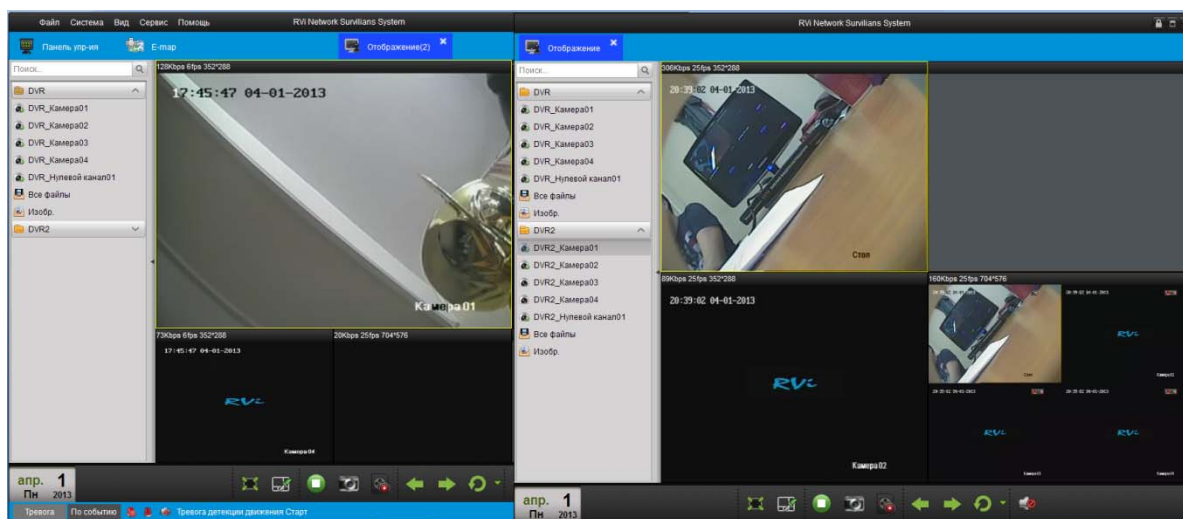 Файл Система Вид Сервис Помощь RVi Network Survilians System
Панель упр-ия E-map Отображение(2)
Поиск...
DVR
DVR_Камера01
DVR_Камера02
DVR_Камера03
DVR_Камера04
DVR_Нулевой канал01
Все файлы
Изобр.
DVR2
128Kbps 6fps 352*288
17:45:47 04-01-2013
Камера 01
73Kbps 6fps 352*288
17:45:47 04-01-2013
RVi
Камера 04
20Kbps 25fps 704*576
апр. 1
Пн 2013
Тревога По событию Тревога детекции движения Старт
RVi Network Survilians System
Отображение
Поиск...
DVR
DVR_Камера01
DVR_Камера02
DVR_Камера03
DVR_Камера04
DVR_Нулевой канал01
Все файлы
Изобр.
DVR2
DVR2_Камера01
DVR2_Камера02
DVR2_Камера03
DVR2_Камера04
DVR2_Нулевой канал01
Все файлы
Изобр.
306Kbps 25fps 352*288
20:39:02 04-01-2013
Стол
89Kbps 25fps 352*288
20:39:02 04-01-2013
RVi
Камера 02
160Kbps 25fps 704*576
RVi
RVi
RVi
апр. 1
Пн 2013